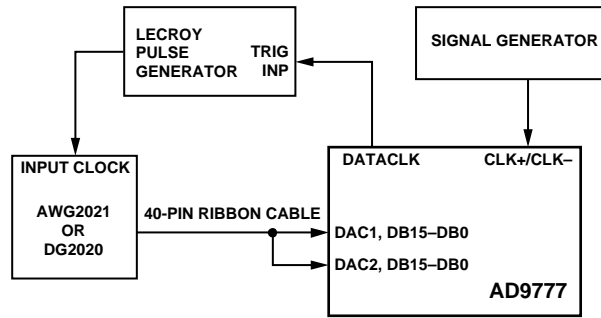 LECROY
PULSE
GENERATOR
TRIG
INP
SIGNAL GENERATOR
INPUT CLOCK
AWG2021
OR
DG2020
40-PIN RIBBON CABLE
DATACLK
CLK+/CLK–
DAC1, DB15–DB0
DAC2, DB15–DB0
AD9777